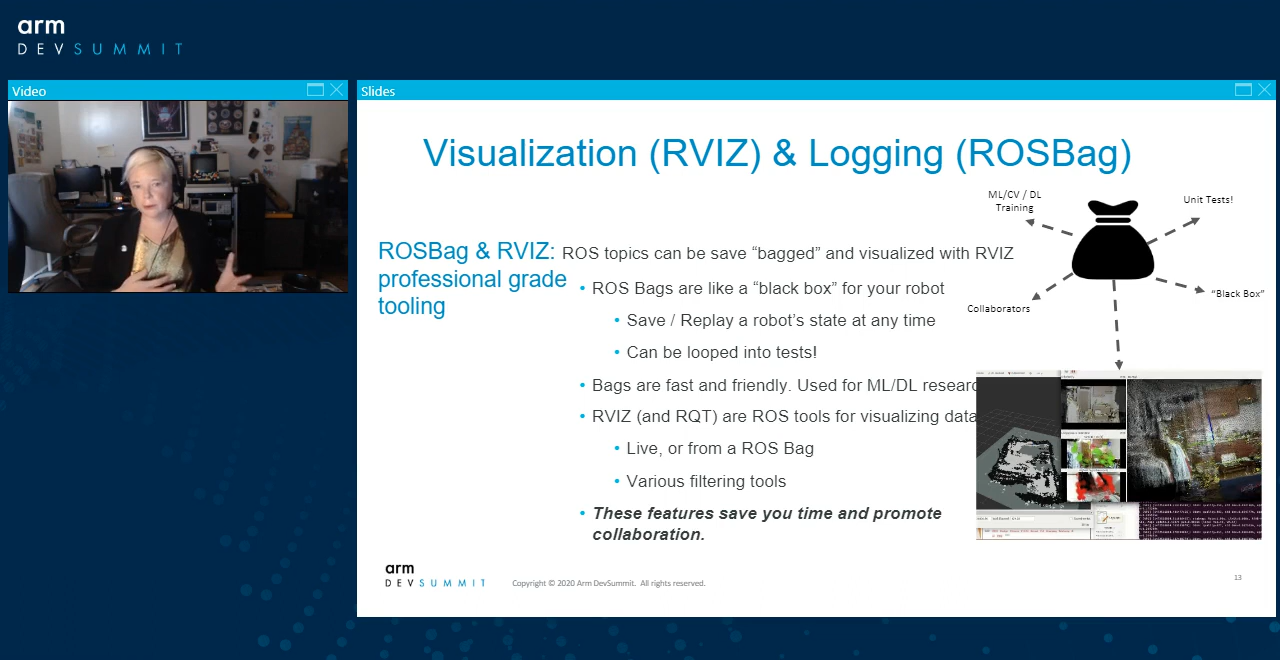 arm
DEVSUMMIT
Video
Slides
Visualization (RVIZ) & Logging (ROSBag)
ML/CV / DL
Training
Unit Tests!
ROSBag & RVIZ:
professional grade
tooling
ROS topics can be save “bagged” and visualized with RVIZ
• ROS Bags are like a “black box” for your robot
“Black Box”
Collaborators
• Save / Replay a robot’s state at any time
• Can be looped into tests!
• Bags are fast and friendly. Used for ML/DL researc
• RVIZ (and RQT) are ROS tools for visualizing data
• Live, or from a ROS Bag
• Various filtering tools
• These features save you time and promote
collaboration.
arm
DEVSUMMIT
Copyright © 2020 Arm DevSummit. All rights reserved.
13